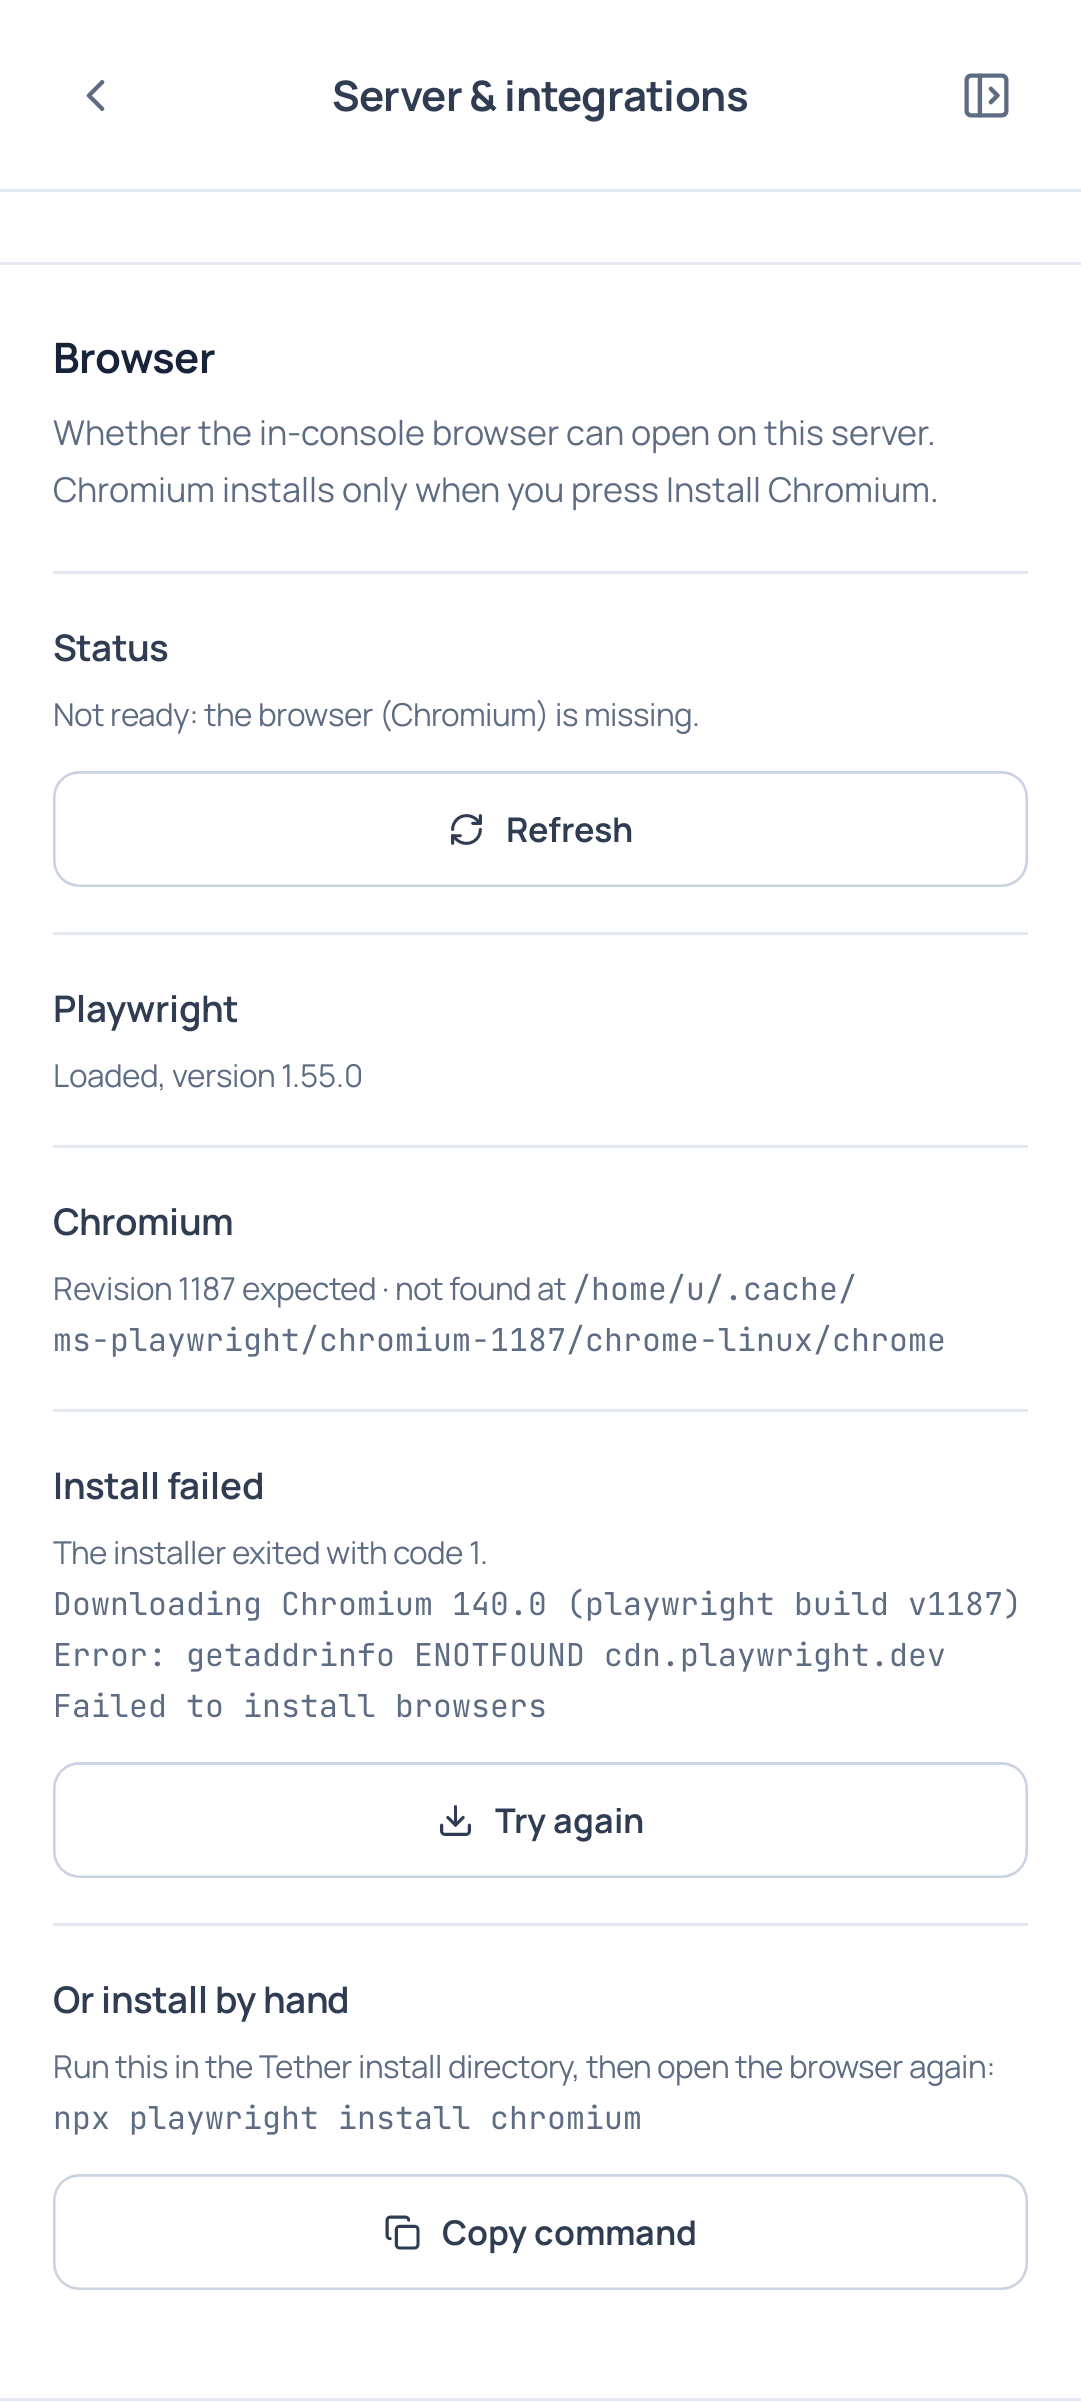 Server & integrations
Browser
Whether the in-console browser can open on this server.
Chromium installs only when you press Install Chromium.
Status
Not ready: the browser (Chromium) is missing.
Refresh
Playwright
Loaded, version 1.55.0
Chromium
Revision 1187 expected · not found at /home/u/.cache/
ms-playwright/chromium-1187/chrome-linux/chrome
Install failed
The installer exited with code 1.
Downloading Chromium 140.0 (playwright build v1187)
Error: getaddrinfo ENOTFOUND cdn.playwright.dev
Failed to install browsers
Try again
Or install by hand
Run this in the Tether install directory, then open the browser again:
npx playwright install chromium
Copy command